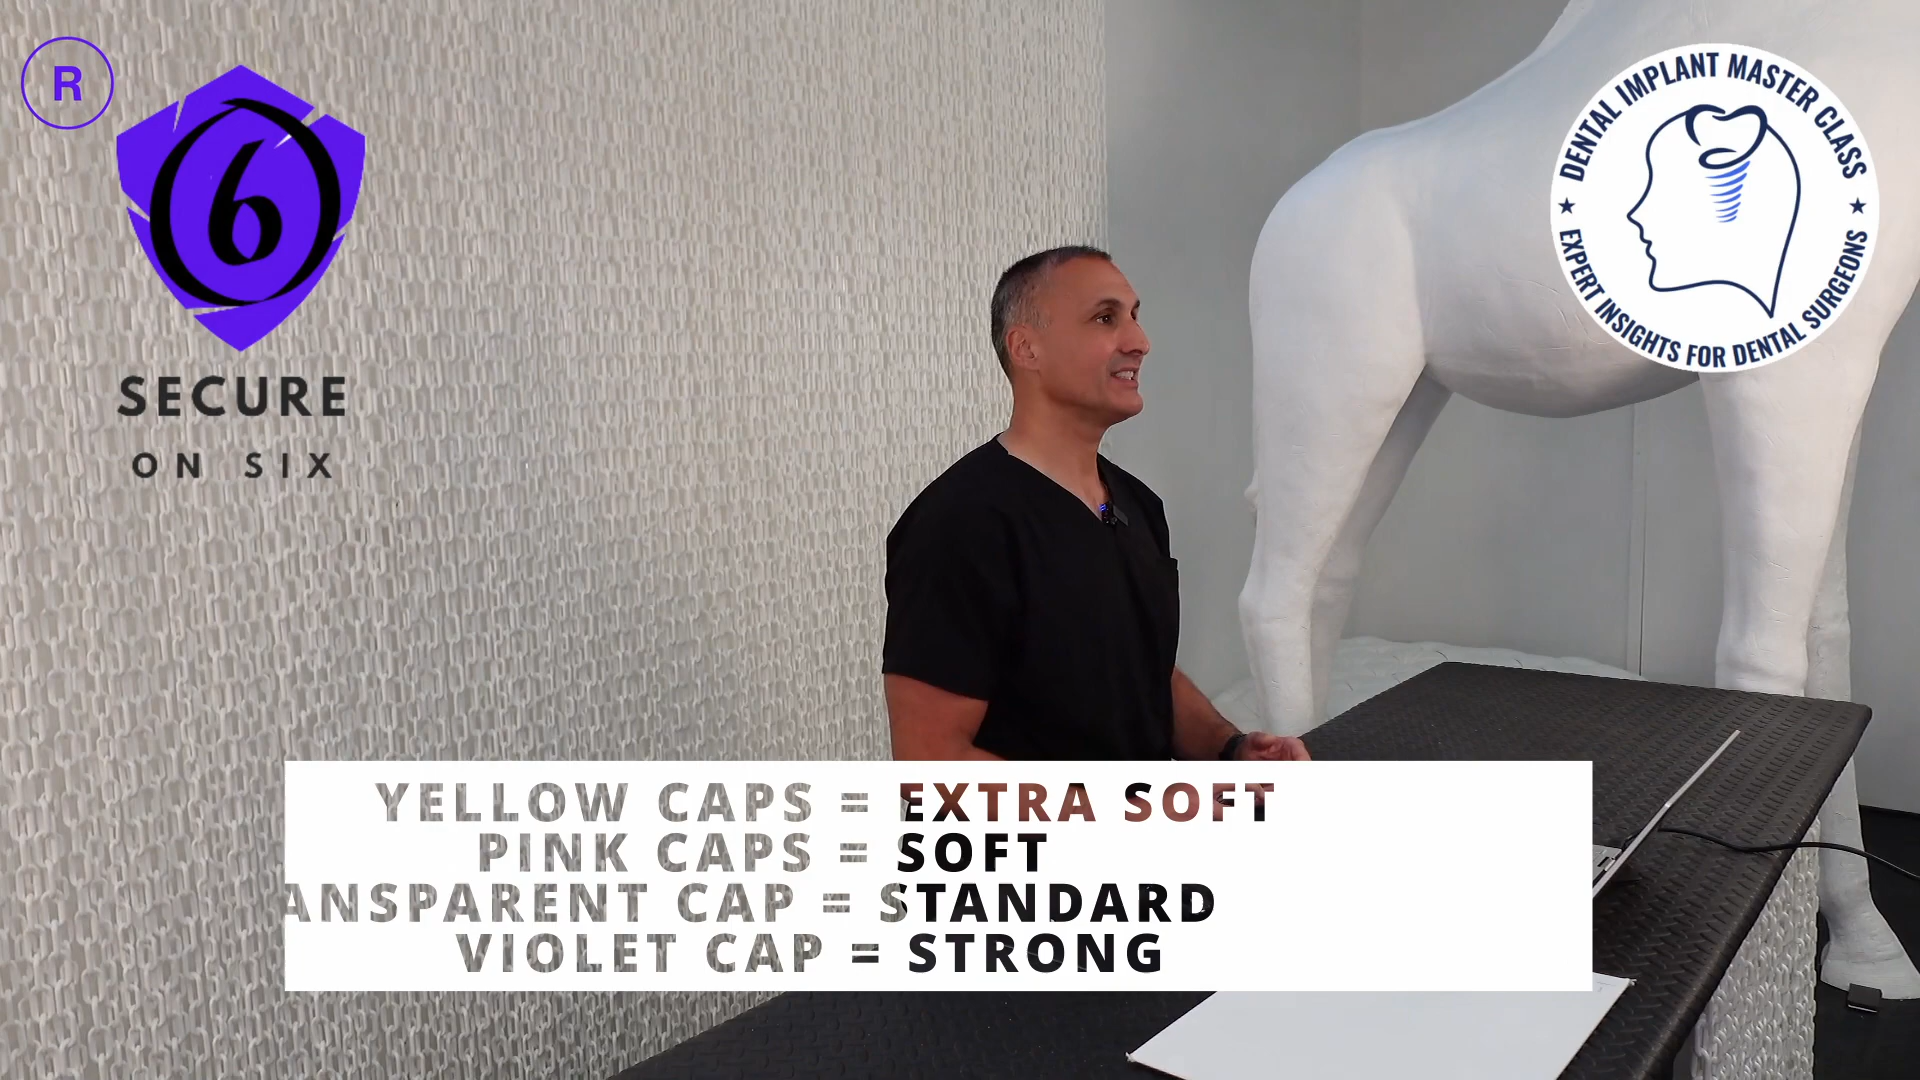 R
6
SECURE
ON SIX
DENTAL IMPLANT MASTER CLASS
EXPERT INSIGHTS FOR DENTAL SURGEONS
YELLOW CAPS = EXTRA SOFT
PINK CAPS = SOFT
ANSPARENT CAP = STANDARD
VIOLET CAP = STRONG